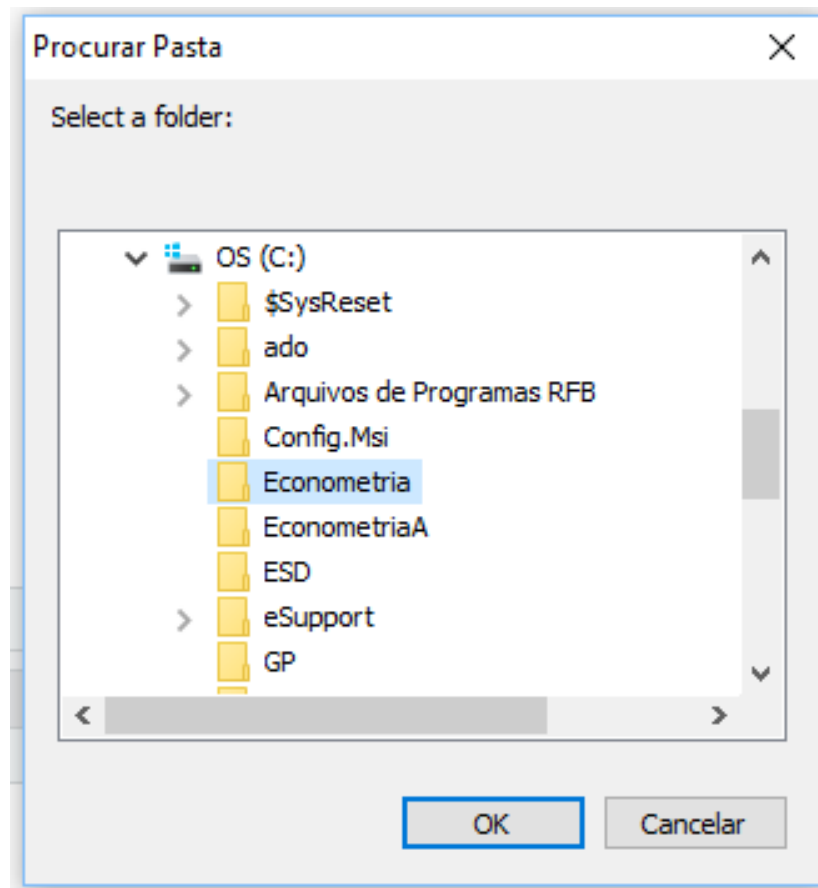 Procurar Pasta
Select a folder:
OS (C:)
$SysReset
ado
Arquivos de Programas RFB
Config.Msi
Econometria
EconometriaA
ESD
eSupport
GP
OK Cancelar